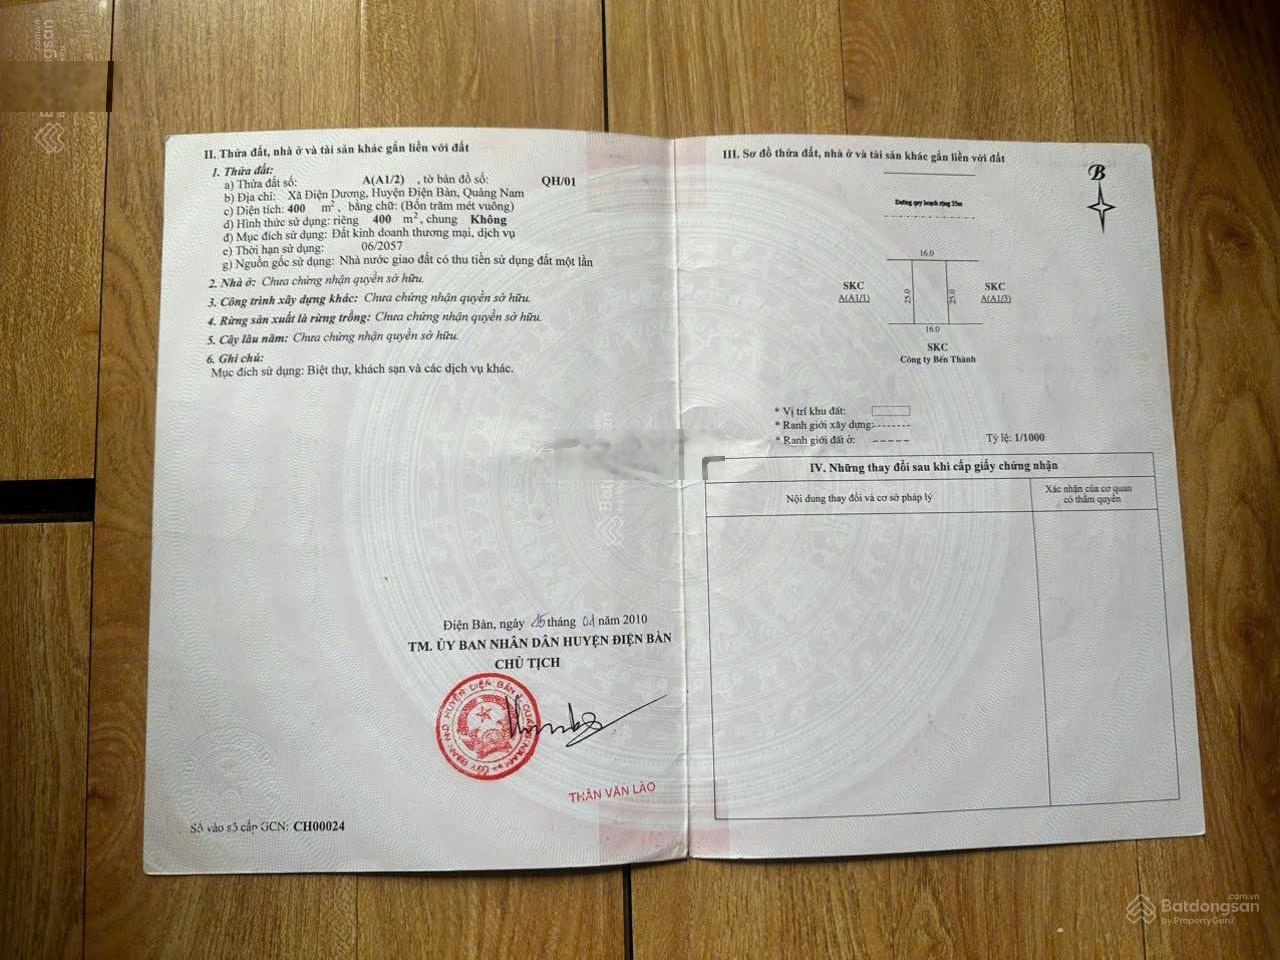 II. Thửa đất, nhà ở và tài sản khác gắn liền với đất
1. Thửa đất:
a) Thửa đất số: A(A1/2) , tờ bản đồ số: QH/01
b) Địa chỉ: Xã Điện Dương, Huyện Điện Bàn, Quảng Nam
c) Diện tích: 400 m², bằng chữ: (Bốn trăm mét vuông)
d) Hình thức sử dụng: riêng 400 m², chung Không
đ) Mục đích sử dụng: Đất kinh doanh thương mại, dịch vụ
e) Thời hạn sử dụng: 06/2057
g) Nguồn gốc sử dụng: Nhà nước giao đất có thu tiền sử dụng đất một lần
2. Nhà ở: Chưa chứng nhận quyền sở hữu.
3. Công trình xây dựng khác: Chưa chứng nhận quyền sở hữu.
4. Rừng sản xuất là rừng trồng: Chưa chứng nhận quyền sở hữu.
5. Cây lâu năm: Chưa chứng nhận quyền sở hữu.
6. Ghi chú:
Mục đích sử dụng: Biệt thự, khách sạn và các dịch vụ khác.
Điện Bàn, ngày 15 tháng 01 năm 2010
TM. ỦY BAN NHÂN DÂN HUYỆN ĐIỆN BÀN
CHỦ TỊCH
THÂN VĂN LÀO
Số vào sổ cấp GCN: CH00024
III. Sơ đồ thửa đất, nhà ở và tài sản khác gắn liền với đất
B
Đường quy hoạch rộng 35m
16.0
SKC
A(A1/1)
25.0
25.0
SKC
A(A1/3)
16.0
SKC
Công ty Bến Thành
* Vị trí khu đất:
* Ranh giới xây dựng:
* Ranh giới đất ở:
Tỷ lệ: 1/1000
IV. Những thay đổi sau khi cấp giấy chứng nhận
Nội dung thay đổi và cơ sở pháp lý
Xác nhận của cơ quan
có thẩm quyền
Batdongsan.com.vn
by PropertyGuru